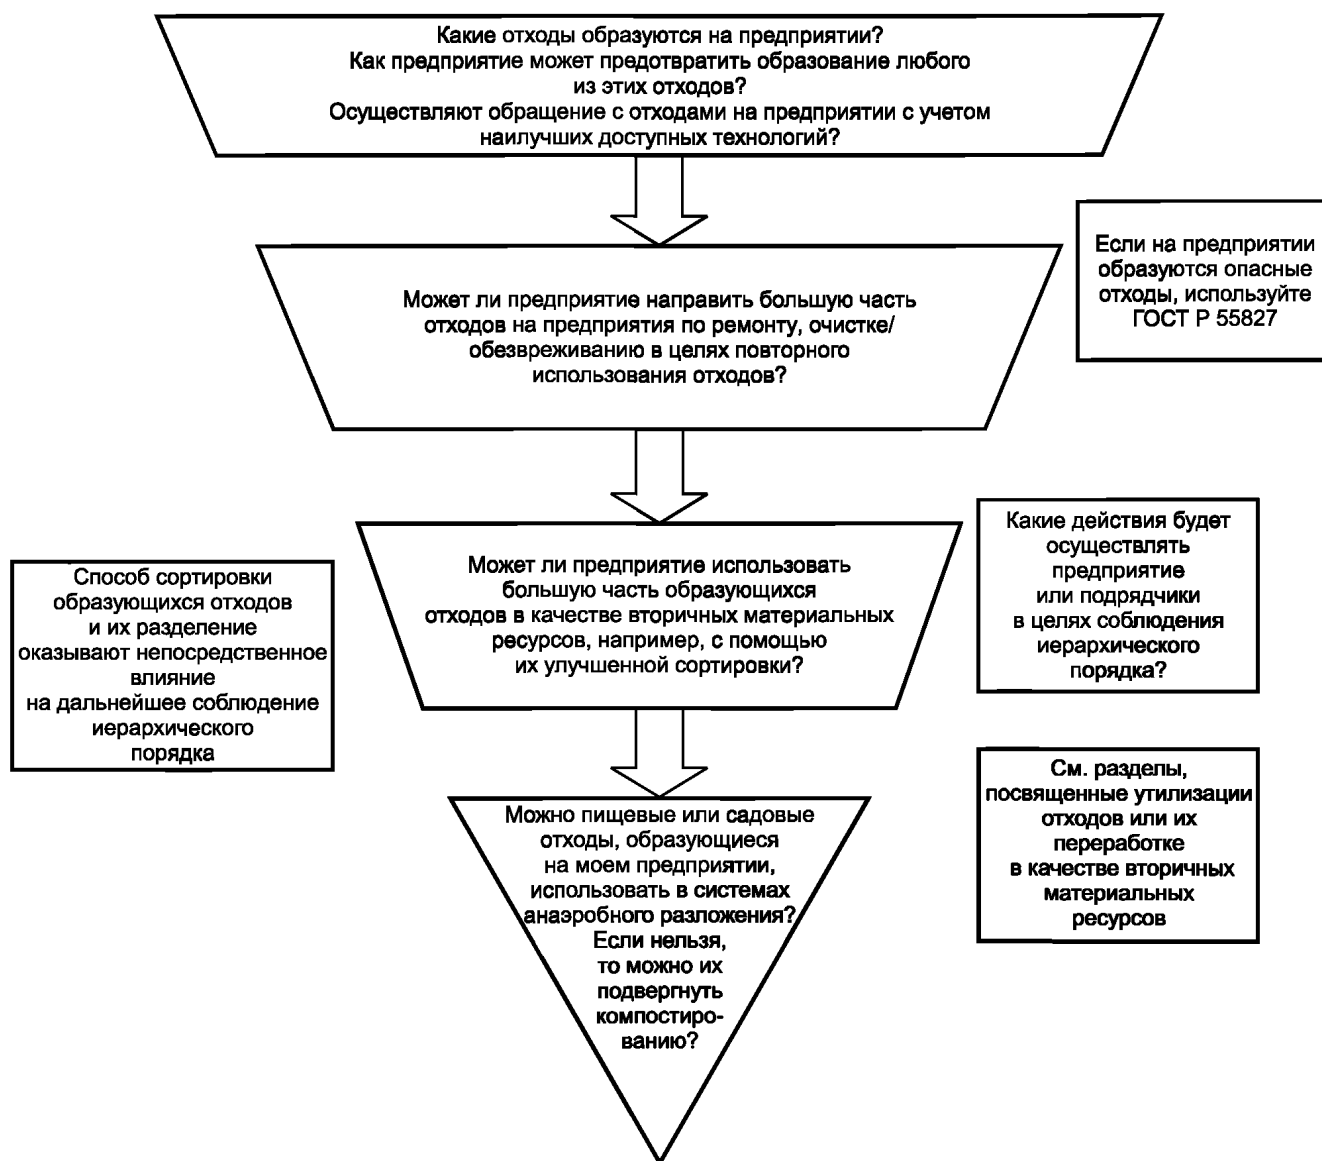 Какие отходы образуются на предприятии?
Как предприятие может предотвратить образование любого
из этих отходов?
Осуществляют обращение с отходами на предприятии с учетом
наилучших доступных технологий?
Если на предприятии
образуются опасные
отходы, используйте
ГОСТ Р 55827
Может ли предприятие направить большую часть
отходов на предприятия по ремонту, очистке/
обезвреживанию в целях повторного
использования отходов?
Какие действия будет
осуществлять
предприятие
или подрядчики
в целях соблюдения
иерархического
порядка?
Может ли предприятие использовать
большую часть образующихся
отходов в качестве вторичных материальных
ресурсов, например, с помощью
их улучшенной сортировки?
Способ сортировки
образующихся отходов
и их разделение
оказывают непосредственное
влияние
на дальнейшее соблюдение
иерархического
порядка
См. разделы,
посвященные утилизации
отходов или их
переработке
в качестве вторичных
материальных
ресурсов
Можно пищевые или садовые
отходы, образующиеся
на моем предприятии,
использовать в системах
анаэробного разложения?
Если нельзя,
то можно их
подвергнуть
компостиро-
ванию?